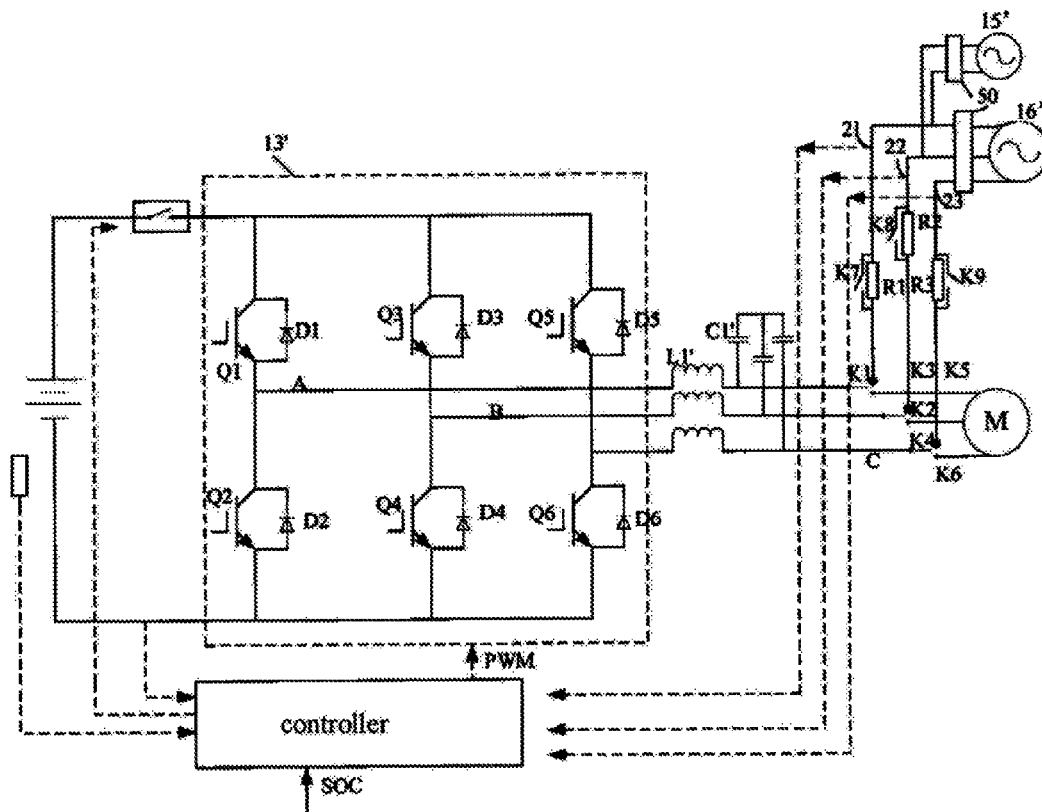 15'
50
16'
13'
21
22
23
K8
R2
K7
R1
R3
K9
D1
Q3
D3
Q5
D5
C1'
Q1
L1'
A
K1
K3
K5
B
K2
M
K4
C
K6
Q2
D2
Q4
D4
Q6
D6
PWM
controller
SOC